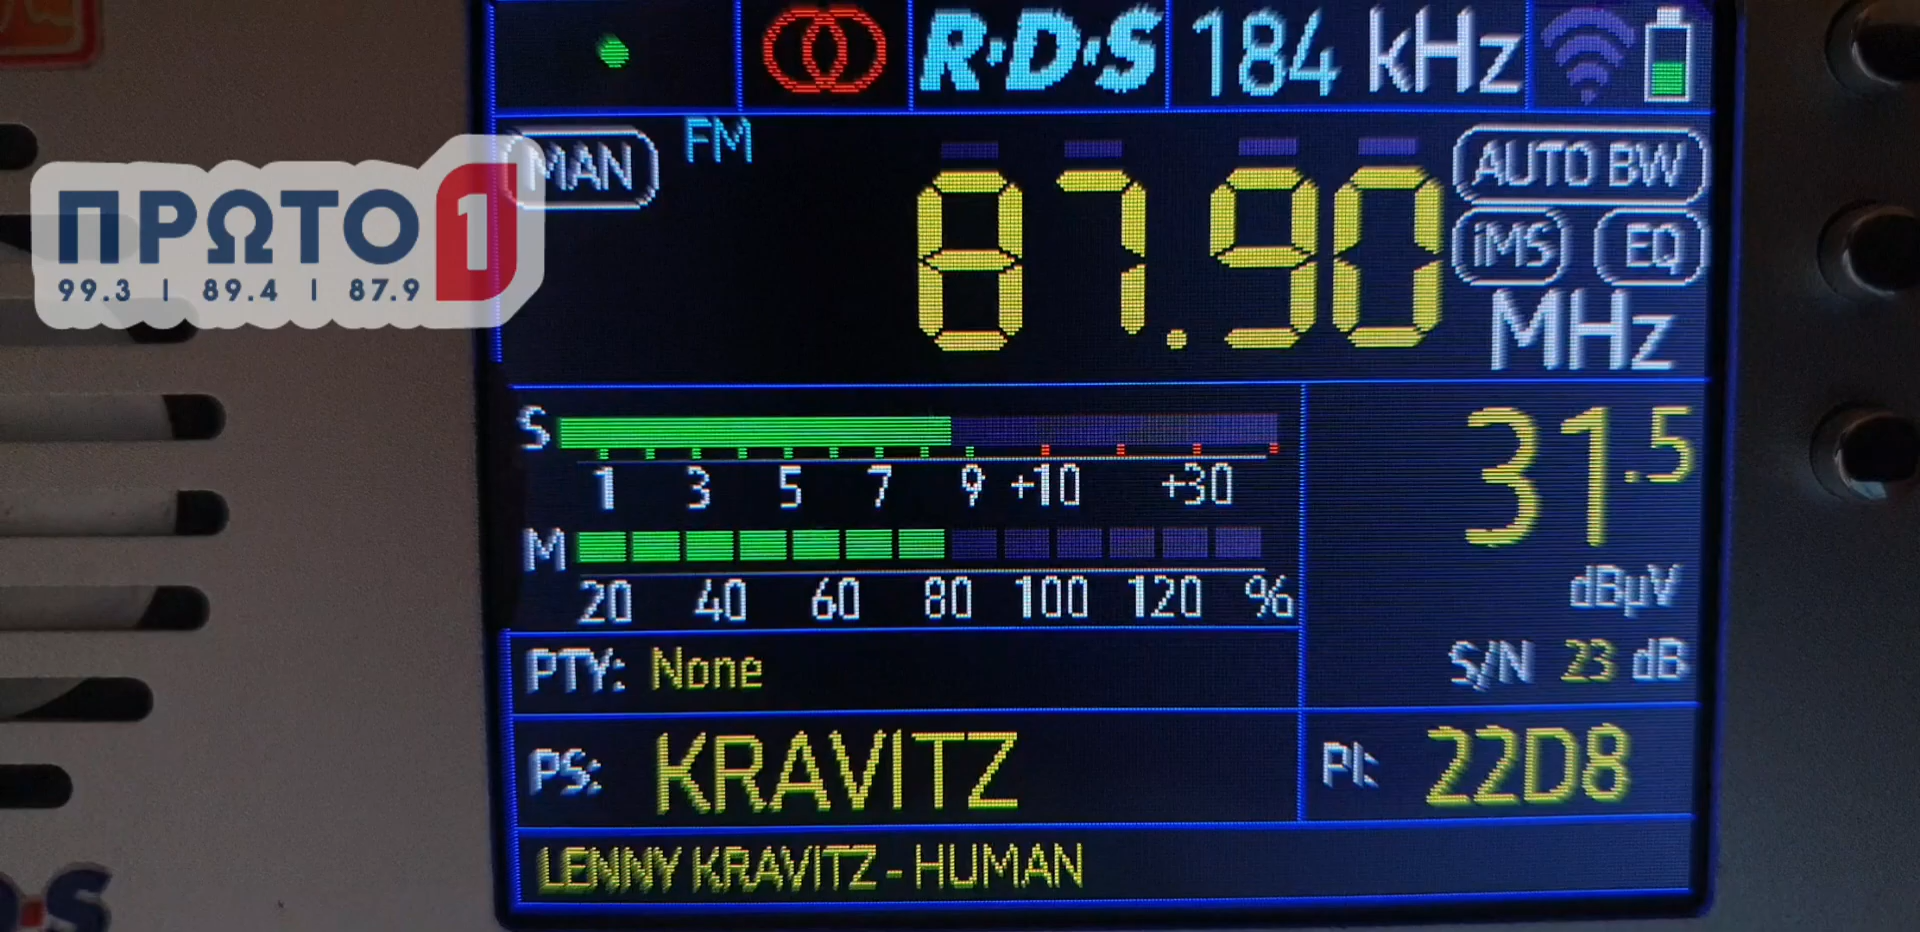 R·D·S 184 kHz
MAN FM 87.90 MHz AUTO BW
iMS EQ
ΠΡΩΤΟ 1
99.3 | 89.4 | 87.9
S
1 3 5 7 9 +10 +30
31.5
dBµV
M
20 40 60 80 100 120 %
PTY: None
S/N 23 dB
PS: KRAVITZ PI: 22D8
LENNY KRAVITZ - HUMAN